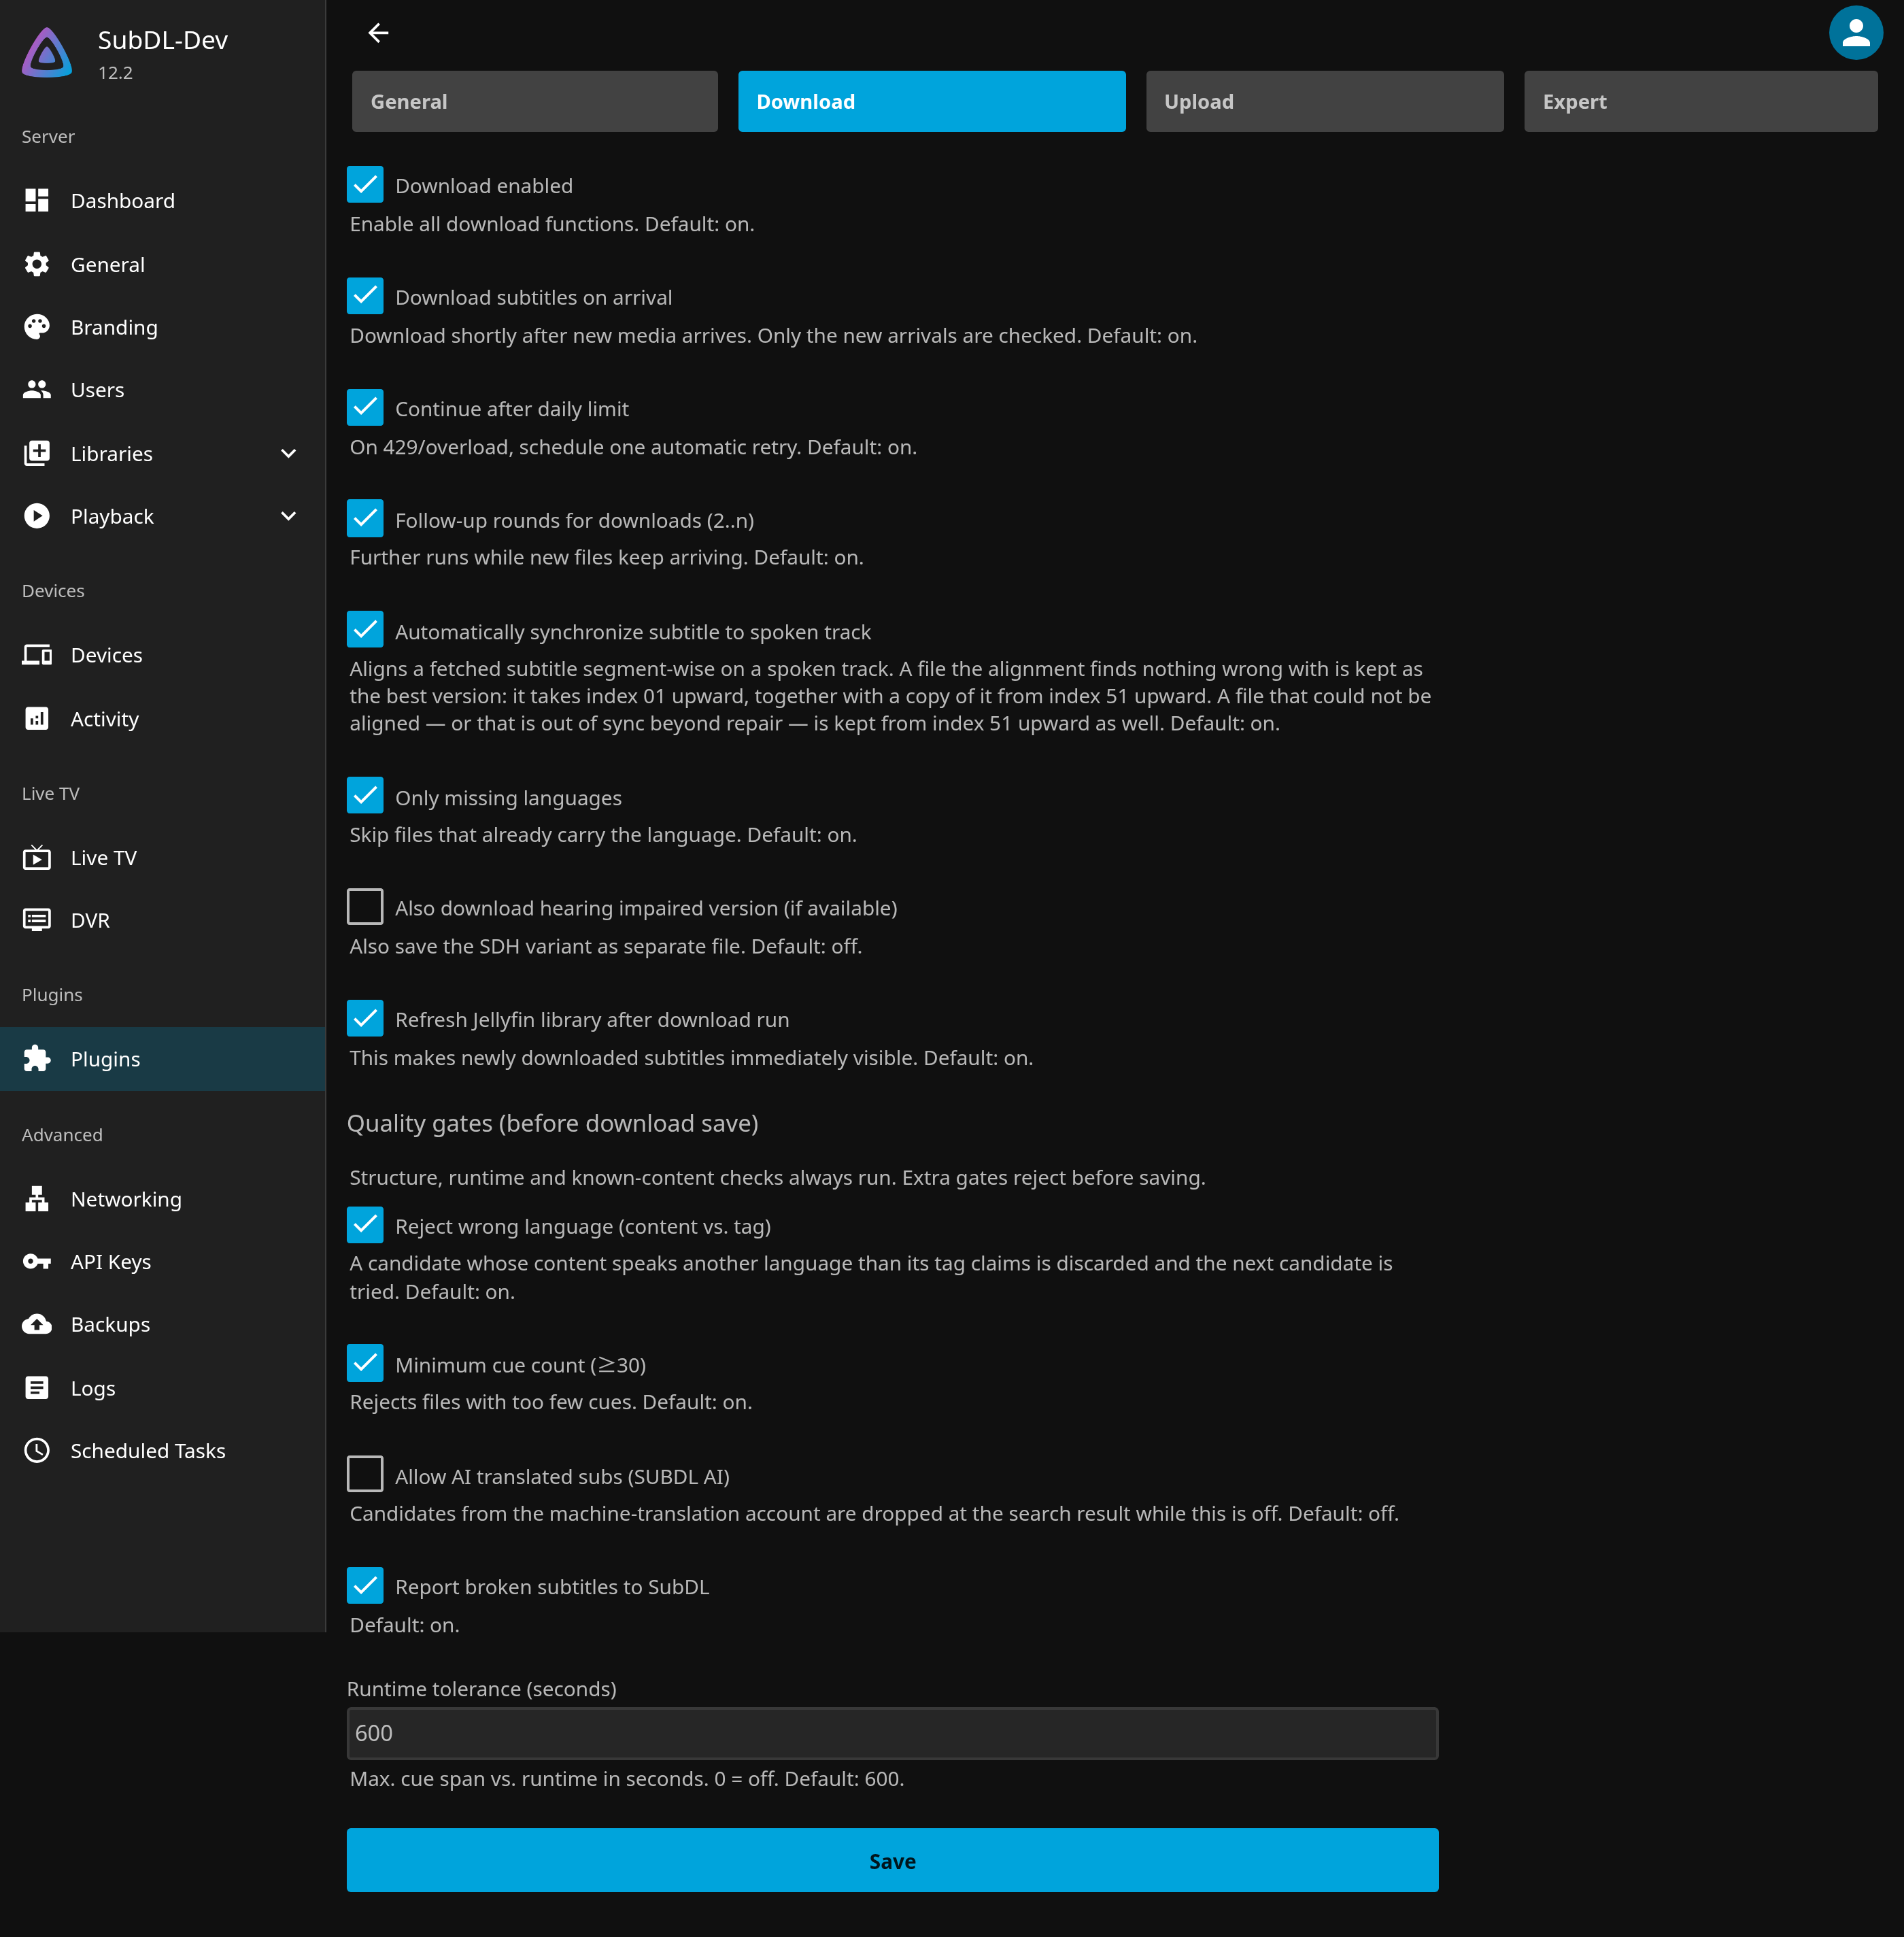 SubDL-Dev
12.2
Server
Dashboard
General
Branding
Users
Libraries
Playback
Devices
Devices
Activity
Live TV
Live TV
DVR
Plugins
Plugins
Advanced
Networking
API Keys
Backups
Logs
Scheduled Tasks
General
Download
Upload
Expert
Download enabled
Enable all download functions. Default: on.
Download subtitles on arrival
Download shortly after new media arrives. Only the new arrivals are checked. Default: on.
Continue after daily limit
On 429/overload, schedule one automatic retry. Default: on.
Follow-up rounds for downloads (2..n)
Further runs while new files keep arriving. Default: on.
Automatically synchronize subtitle to spoken track
Aligns a fetched subtitle segment-wise on a spoken track. A file the alignment finds nothing wrong with is kept as
the best version: it takes index 01 upward, together with a copy of it from index 51 upward. A file that could not be
aligned — or that is out of sync beyond repair — is kept from index 51 upward as well. Default: on.
Only missing languages
Skip files that already carry the language. Default: on.
Also download hearing impaired version (if available)
Also save the SDH variant as separate file. Default: off.
Refresh Jellyfin library after download run
This makes newly downloaded subtitles immediately visible. Default: on.
Quality gates (before download save)
Structure, runtime and known-content checks always run. Extra gates reject before saving.
Reject wrong language (content vs. tag)
A candidate whose content speaks another language than its tag claims is discarded and the next candidate is
tried. Default: on.
Minimum cue count (≥30)
Rejects files with too few cues. Default: on.
Allow AI translated subs (SUBDL AI)
Candidates from the machine-translation account are dropped at the search result while this is off. Default: off.
Report broken subtitles to SubDL
Default: on.
Runtime tolerance (seconds)
600
Max. cue span vs. runtime in seconds. 0 = off. Default: 600.
Save